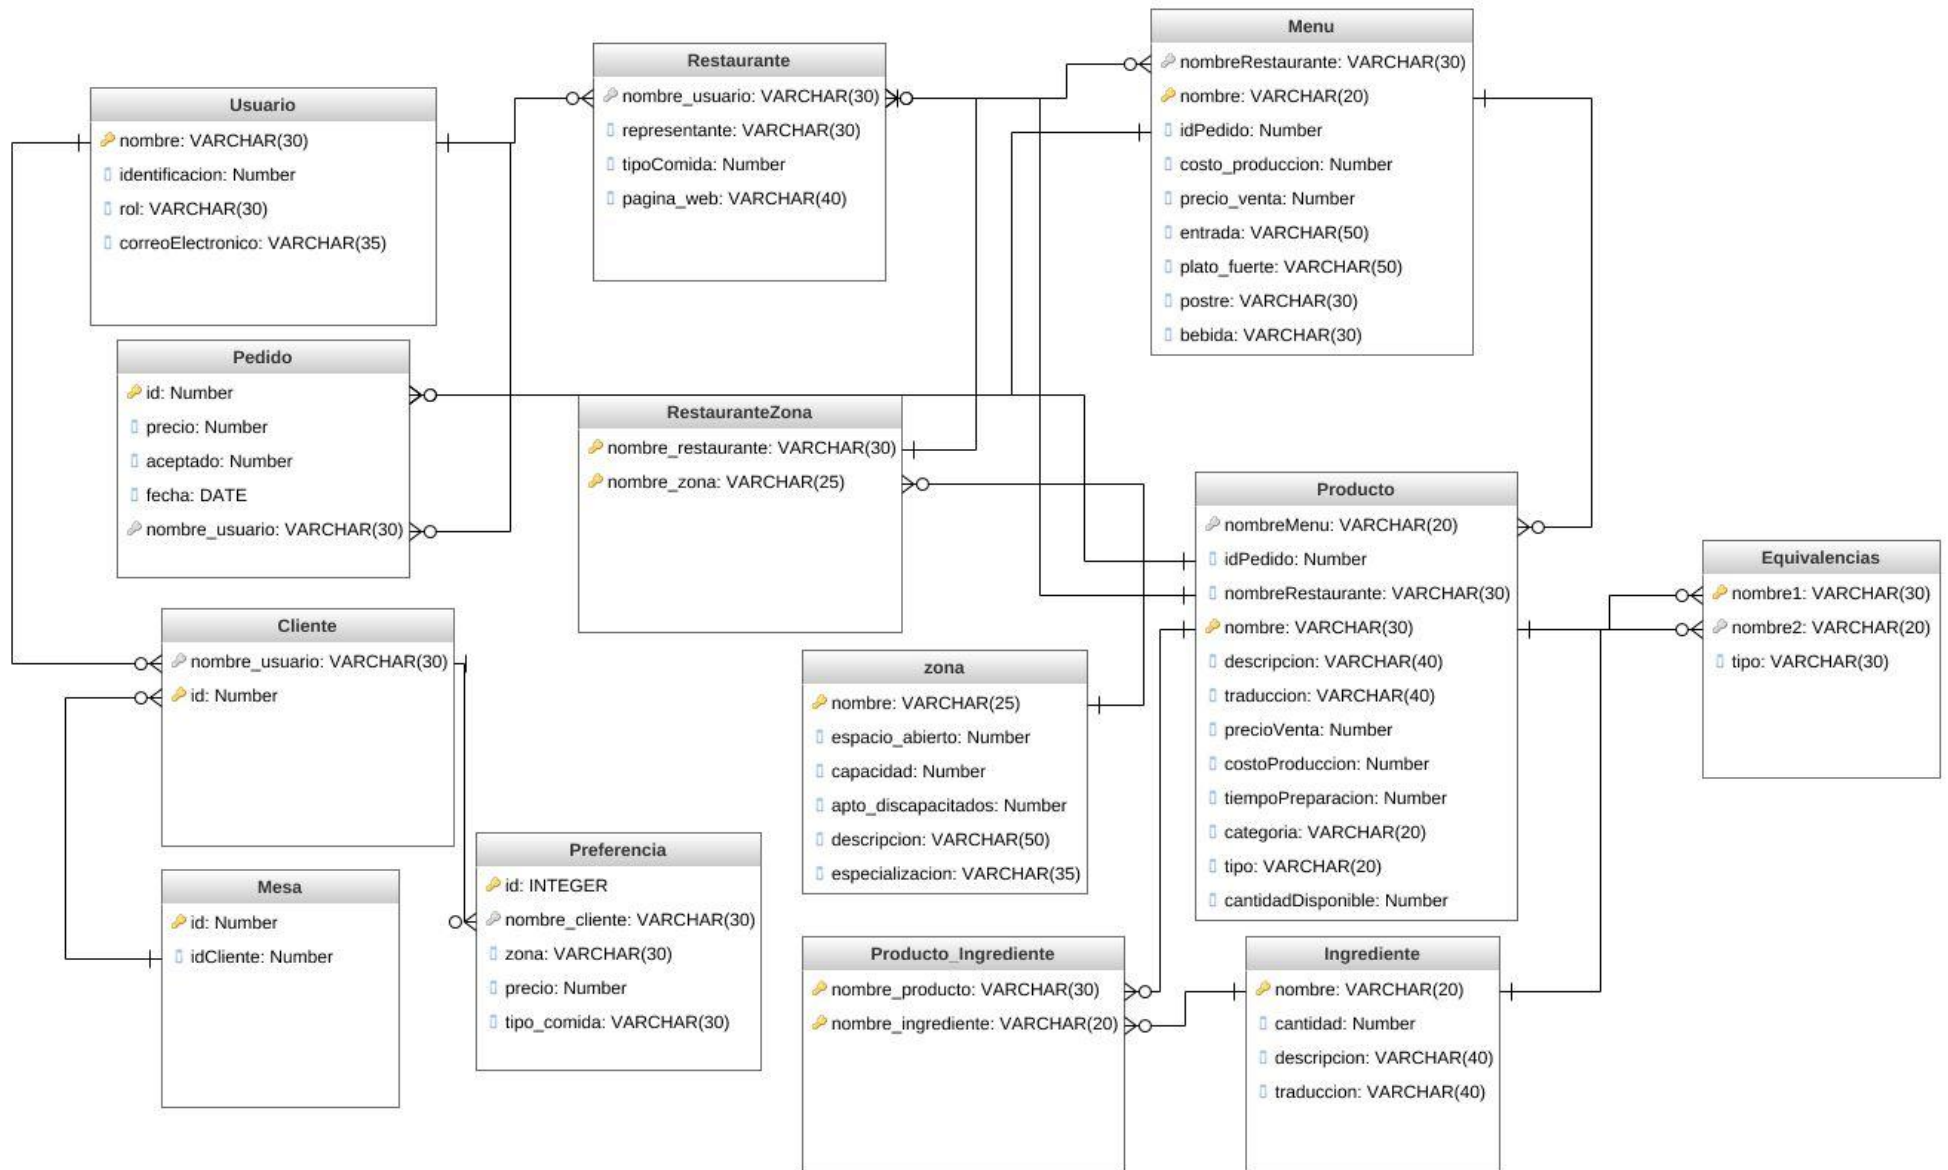 Usuario
nombre: VARCHAR(30)
identificacion: Number
rol: VARCHAR(30)
correoElectronico: VARCHAR(35)
Restaurante
nombre_usuario: VARCHAR(30)
representante: VARCHAR(30)
tipoComida: Number
pagina_web: VARCHAR(40)
Menu
nombreRestaurante: VARCHAR(30)
nombre: VARCHAR(20)
idPedido: Number
costo_produccion: Number
precio_venta: Number
entrada: VARCHAR(50)
plato_fuerte: VARCHAR(50)
postre: VARCHAR(30)
bebida: VARCHAR(30)
Pedido
id: Number
precio: Number
aceptado: Number
fecha: DATE
nombre_usuario: VARCHAR(30)
RestauranteZona
nombre_restaurante: VARCHAR(30)
nombre_zona: VARCHAR(25)
Producto
nombreMenu: VARCHAR(20)
idPedido: Number
nombreRestaurante: VARCHAR(30)
nombre: VARCHAR(30)
descripcion: VARCHAR(40)
traduccion: VARCHAR(40)
precioVenta: Number
costoProduccion: Number
tiempoPreparacion: Number
categoria: VARCHAR(20)
tipo: VARCHAR(20)
cantidadDisponible: Number
Equivalencias
nombre1: VARCHAR(30)
nombre2: VARCHAR(20)
tipo: VARCHAR(30)
Cliente
nombre_usuario: VARCHAR(30)
id: Number
zona
nombre: VARCHAR(25)
espacio_abierto: Number
capacidad: Number
apto_discapacitados: Number
descripcion: VARCHAR(50)
especializacion: VARCHAR(35)
Mesa
id: Number
idCliente: Number
Preferencia
id: INTEGER
nombre_cliente: VARCHAR(30)
zona: VARCHAR(30)
precio: Number
tipo_comida: VARCHAR(30)
Producto_Ingrediente
nombre_producto: VARCHAR(30)
nombre_ingrediente: VARCHAR(20)
Ingrediente
nombre: VARCHAR(20)
cantidad: Number
descripcion: VARCHAR(40)
traduccion: VARCHAR(40)